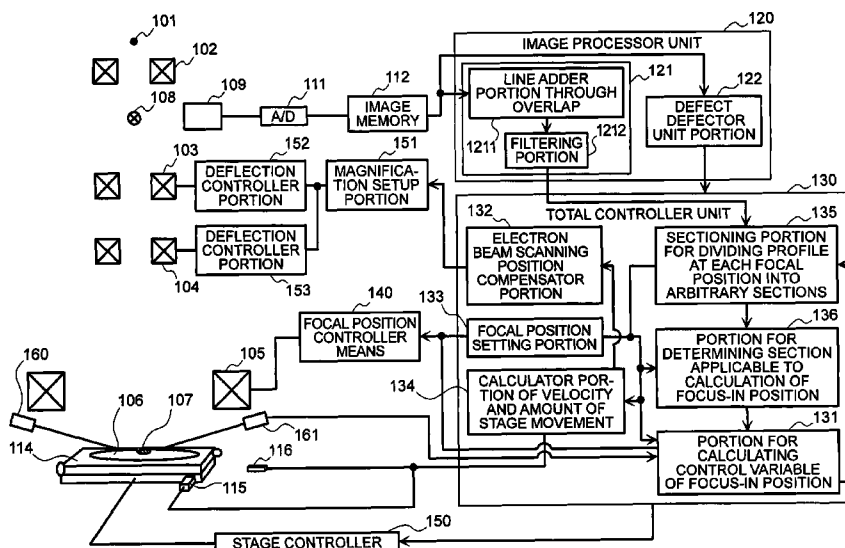 101
102
108
109
111
A/D
112
IMAGE
MEMORY
120
IMAGE PROCESSOR UNIT
121
LINE ADDER
PORTION THROUGH
OVERLAP
1211
1212
FILTERING
PORTION
122
DEFECT
DEFECTOR
UNIT PORTION
103
152
DEFLECTION
CONTROLLER
PORTION
151
MAGNIFICA-
TION SETUP
PORTION
104
DEFLECTION
CONTROLLER
PORTION
153
130
TOTAL CONTROLLER UNIT
132
ELECTRON
BEAM SCANNING
POSITION
COMPENSATOR
PORTION
135
SECTIONING PORTION
FOR DIVIDING PROFILE
AT EACH FOCAL
POSITION INTO
ARBITRARY SECTIONS
140
FOCAL POSITION
CONTROLLER
MEANS
133
FOCAL POSITION
SETTING PORTION
136
PORTION FOR
DETERMINING SECTION
APPLICABLE TO
CALCULATION OF
FOCUS-IN POSITION
134
CALCULATOR POR-
TION OF VELOCITY
AND AMOUNT OF
STAGE MOVEMENT
131
PORTION FOR
CALCULATING
CONTROL VARIABLE
OF FOCUS-IN POSITION
105
160
106
107
161
114
116
115
150
STAGE CONTROLLER